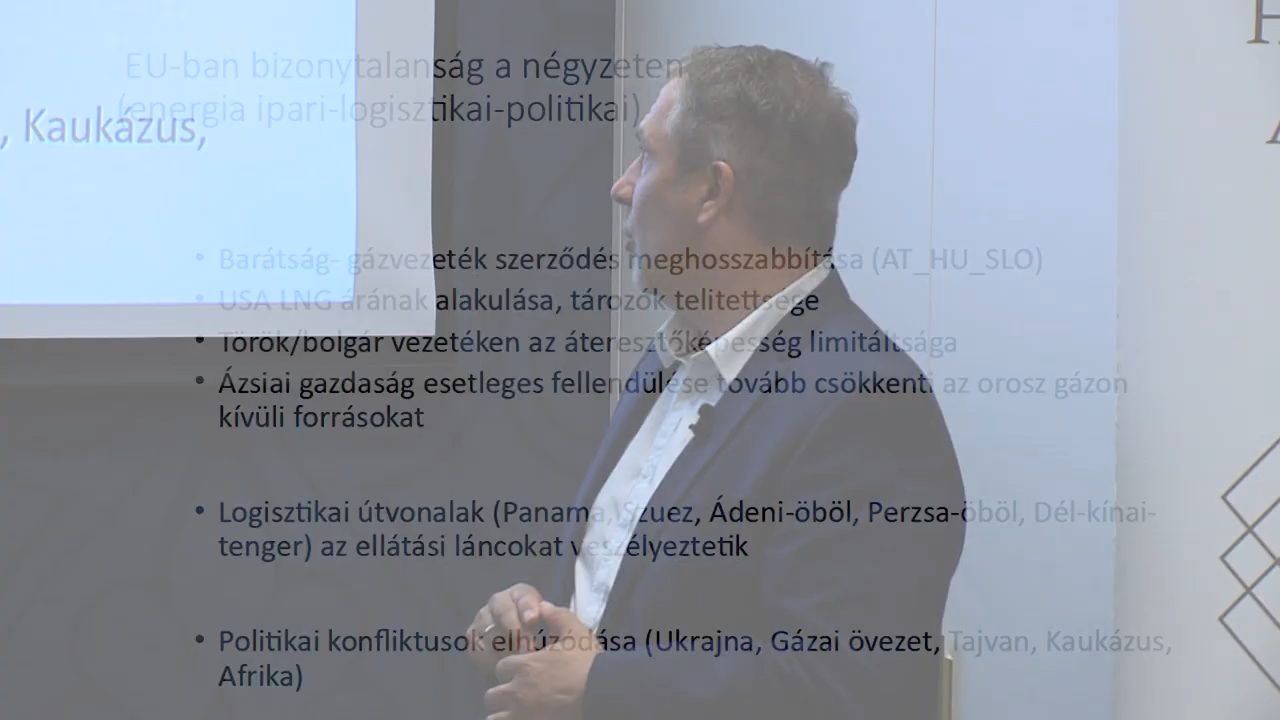 EU-ban bizonytalanság a négyzeten
(energia ipari-logisztikai-politikai)
, Kaukázus,
• Barátság- gázvezeték szerződés meghosszabbítása (AT_HU_SLO)
• USA LNG árának alakulása, tározók telitettsége
• Török/bolgár vezetéken az áteresztőképesség limitáltsága
• Ázsiai gazdaság esetleges fellendülése tovább csökkenti az orosz gázon
kívüli forrásokat
• Logisztikai útvonalak (Panama, Szuez, Ádeni-öböl, Perzsa-öböl, Dél-kínai-
tenger) az ellátási láncokat veszélyeztetik
• Politikai konfliktusok elhúzódása (Ukrajna, Gázai övezet, Tajvan, Kaukázus,
Afrika)
H